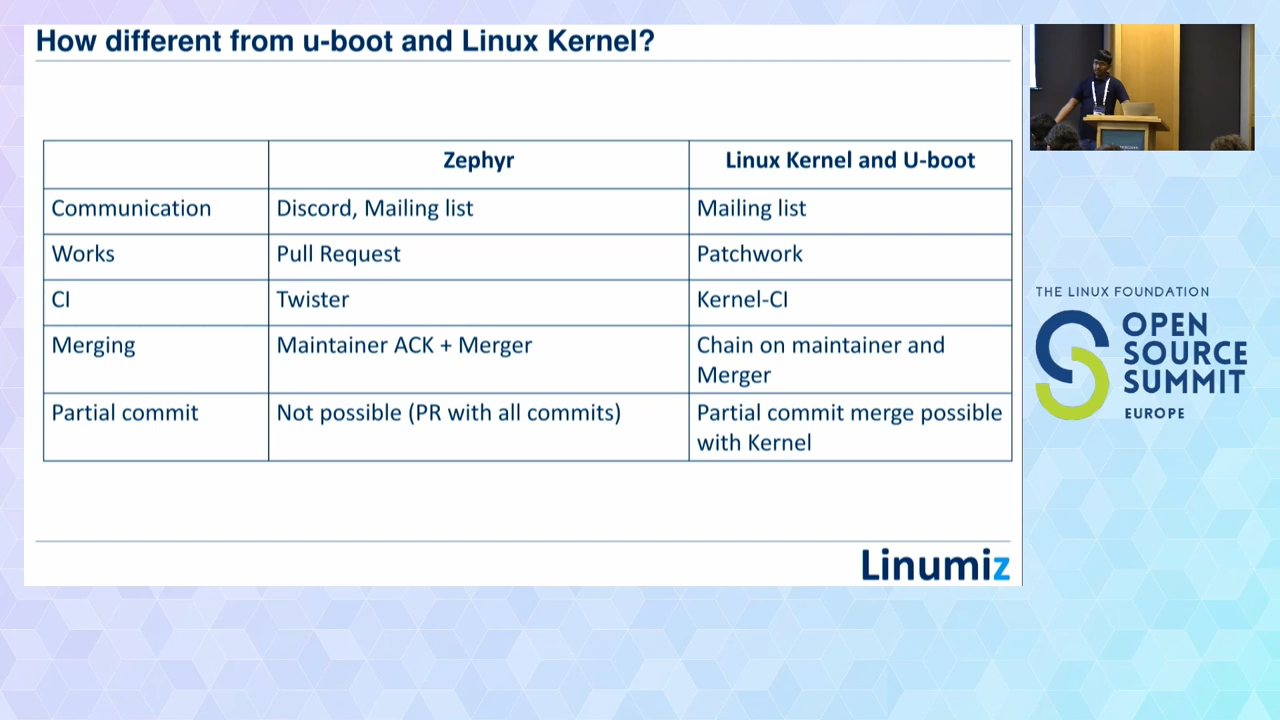 How different from u-boot and Linux Kernel?
Zephyr
Linux Kernel and U-boot
Communication
Discord, Mailing list
Mailing list
Works
Pull Request
Patchwork
CI
Twister
Kernel-CI
Merging
Maintainer ACK + Merger
Chain on maintainer and
Merger
Partial commit
Not possible (PR with all commits)
Partial commit merge possible
with Kernel
Linumiz
THE LINUX FOUNDATION
OPEN
SOURCE
SUMMIT
EUROPE